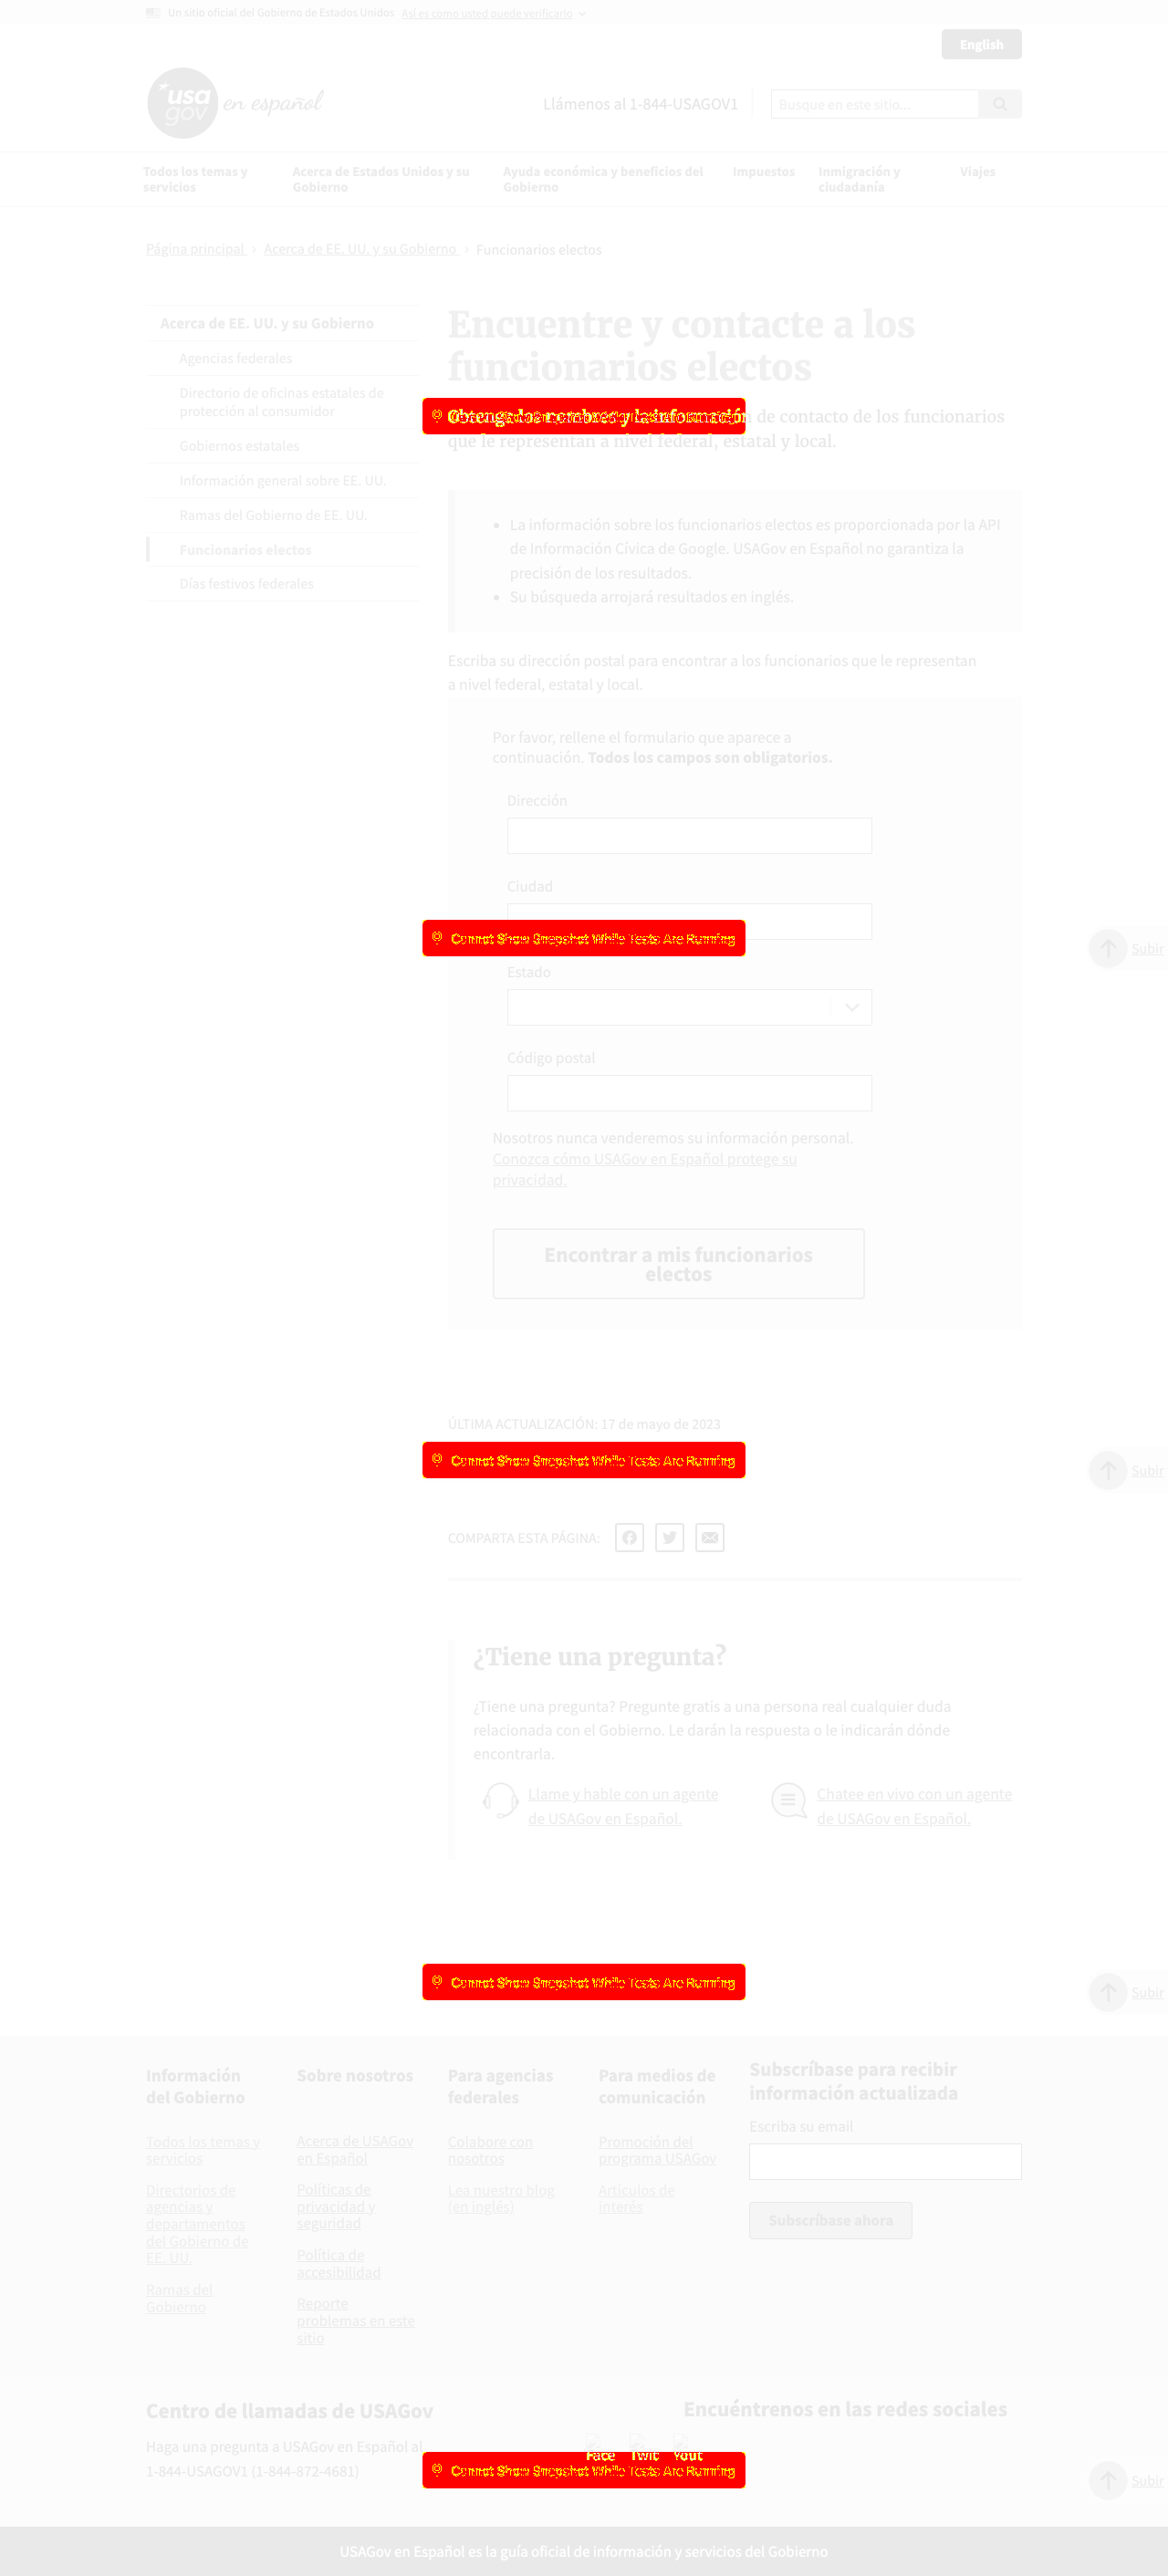 Un sitio oficial del Gobierno de Estados Unidos Así es como usted puede verificarlo
English
usa
gov
en español
Llámenos al 1-844-USAGOV1
Busque en este sitio...
Todos los temas y
servicios
Acerca de Estados Unidos y su
Gobierno
Ayuda económica y beneficios del
Gobierno
Impuestos
Inmigración y
ciudadanía
Viajes
Página principal
Acerca de EE. UU. y su Gobierno
Funcionarios electos
Acerca de EE. UU. y su Gobierno
Agencias federales
Directorio de oficinas estatales de
protección al consumidor
Gobiernos estatales
Información general sobre EE. UU.
Ramas del Gobierno de EE. UU.
Funcionarios electos
Días festivos federales
Encuentre y contacte a los
funcionarios electos
Obtenga los nombres y la información de contacto de los funcionarios
que le representan a nivel federal, estatal y local.
La información sobre los funcionarios electos es proporcionada por la API
de Información Cívica de Google. USAGov en Español no garantiza la
precisión de los resultados.
Su búsqueda arrojará resultados en inglés.
Escriba su dirección postal para encontrar a los funcionarios que le representan
a nivel federal, estatal y local.
Por favor, rellene el formulario que aparece a
continuación. Todos los campos son obligatorios.
Dirección
Ciudad
Cannot Show Snapshot While Tests Are Running
Subir
Estado
Código postal
Nosotros nunca venderemos su información personal.
Conozca cómo USAGov en Español protege su
privacidad.
Encontrar a mis funcionarios
electos
ÚLTIMA ACTUALIZACIÓN: 17 de mayo de 2023
Cannot Show Snapshot While Tests Are Running
Subir
COMPARTA ESTA PÁGINA:
¿Tiene una pregunta?
¿Tiene una pregunta? Pregunte gratis a una persona real cualquier duda
relacionada con el Gobierno. Le darán la respuesta o le indicarán dónde
encontrarla.
Llame y hable con un agente
de USAGov en Español.
Chatee en vivo con un agente
de USAGov en Español.
Cannot Show Snapshot While Tests Are Running
Subir
Información
del Gobierno
Todos los temas y
servicios
Directorios de
agencias y
departamentos
del Gobierno de
EE. UU.
Ramas del
Gobierno
Sobre nosotros
Acerca de USAGov
en Español
Políticas de
privacidad y
seguridad
Política de
accesibilidad
Reporte
problemas en este
sitio
Para agencias
federales
Colabore con
nosotros
Lea nuestro blog
(en inglés)
Para medios de
comunicación
Promoción del
programa USAGov
Artículos de
interés
Suscríbase para recibir
información actualizada
Escriba su email
Suscríbase ahora
Centro de llamadas de USAGov
Haga una pregunta a USAGov en Español al
1-844-USAGOV1 (1-844-872-4681)
Encuéntrenos en las redes sociales
Face Twit Yout
Cannot Show Snapshot While Tests Are Running
Subir
USAGov en Español es la guía oficial de información y servicios del Gobierno